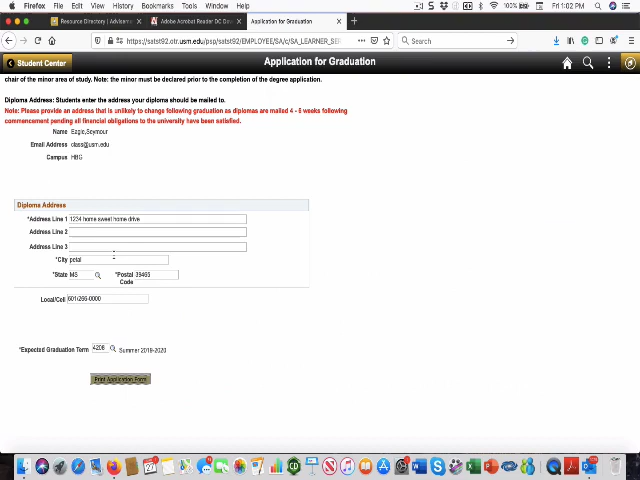 Firefox File Edit View History Bookmarks Tools Window Help
100% Fri 1:02 PM
Resource Directory | Advisemen
Adobe Acrobat Reader DC Dow
Application for Graduation
https://satst92.otr.usm.edu/psp/satst92/EMPLOYEE/SA/c/SA_LEARNER_SE
Search
Student Center
Application for Graduation
chair of the minor area of study. Note: the minor must be declared prior to the completion of the degree application.
Diploma Address: Students enter the address your diploma should be mailed to.
Note: Please provide an address that is unlikely to change following graduation as diplomas are mailed 4 - 6 weeks following
commencement pending all financial obligations to the university have been satisfied.
Name Eagle,Seymour
Email Address class@usm.edu
Campus HBG
Diploma Address
*Address Line 1 1234 home sweet home drive
Address Line 2
Address Line 3
*City petal
*State MS *Postal Code 39465
Local/Cell 601/266-0000
*Expected Graduation Term 4208 Summer 2019-2020
Print Application Form